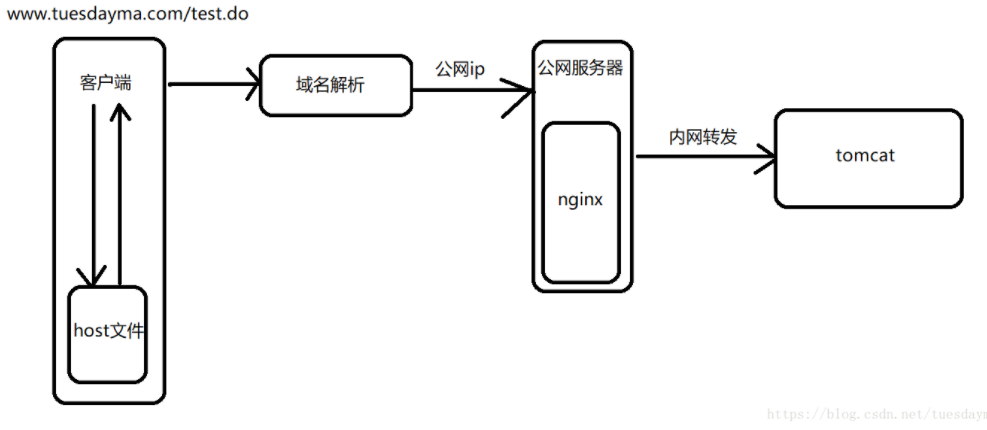 www.tuesdayma.com/test.do
客户端
域名解析
公网ip
公网服务器
内网转发
tomcat
nginx
host文件
https://blog.csdn.net/tuesdaym